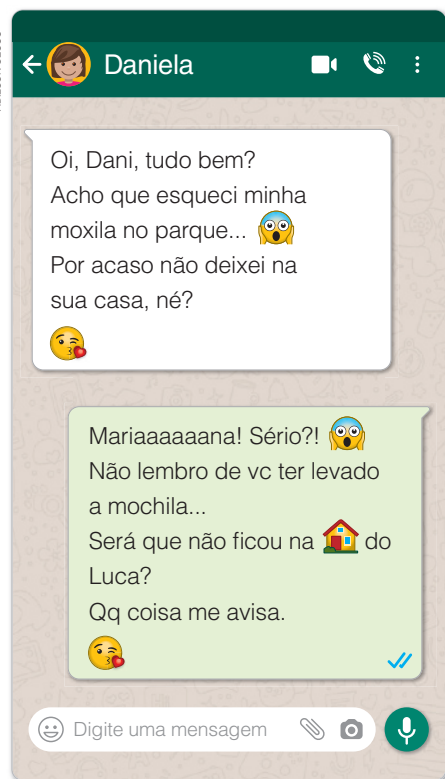 Daniela
Oi, Dani, tudo bem?
Acho que esqueci minha
moxila no parque...
Por acaso não deixei na
sua casa, né?
Mariaaaaaana! Sério?!
Não lembro de vc ter levado
a mochila...
Será que não ficou na do
Luca?
Qq coisa me avisa.
Digite uma mensagem